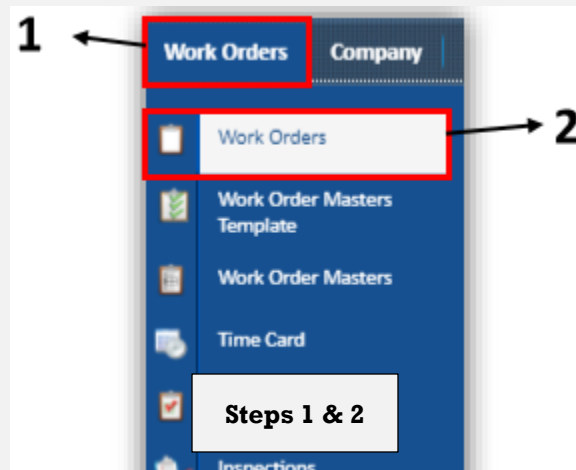 1
Work Orders Company
Work Orders
2
Work Order Masters
Template
Work Order Masters
Time Card
Steps 1 & 2
Inspections